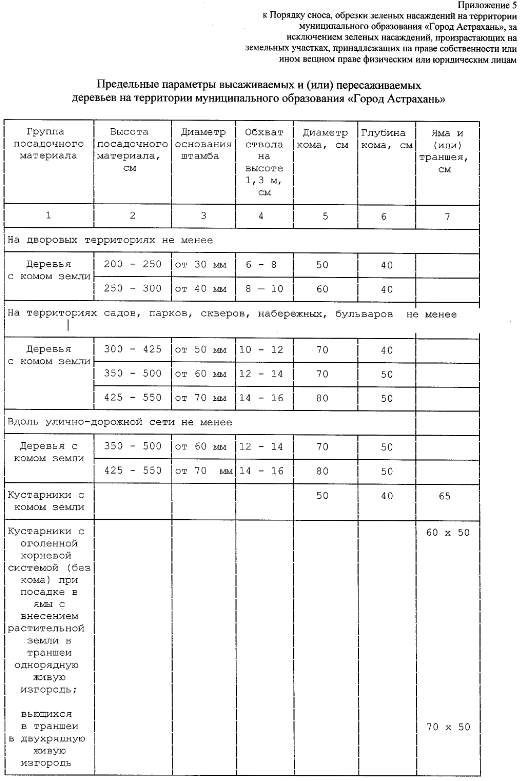 Приложение 5
к Порядку сноса, обрезки зеленых насаждений на территории
муниципального образования «Город Астрахань», за
исключением зеленых насаждений, произрастающих на
земельных участках, принадлежащих на праве собственности или
ином вещном праве физическим или юридическим лицам
Предельные параметры высаживаемых и (или) пересаживаемых
деревьев на территории муниципального образования «Город Астрахань»
Группа посадочного материала | Высота посадочного материала, см | Диаметр основания штамба | Обхват ствола на высоте 1,3 м, см | Диаметр кома, см | Глубина кома, см | Яма и (или) траншея, см
1 2 3 4 5 6 7
На дворовых территориях не менее
Деревья с комом земли 200 - 250 от 30 мм 6 - 8 50 40
250 - 300 от 40 мм 8 — 10 60 40
На территориях садов, парков, скверов, набережных, бульваров не менее
Деревья с комом земли 300 - 425 от 50 мм 10 - 12 70 40
350 - 500 от 60 мм 12 - 14 70 50
425 - 550 от 70 мм 14 - 16 80 50
Вдоль улично-дорожной сети не менее
Деревья с комом земли 350 - 500 от 60 мм 12 - 14 70 50
425 - 550 от 70 мм 14 - 16 80 50
Кустарники с комом земли 50 40 65
Кустарники с 60 x 50
оголенной
корневой
системой (без
кома) при
посадке в
ямы с
внесением
растительной
земли в
траншеи
однорядную
живую
изгородь;
вьющихся
в траншеи 70 x 50
в двухрядную
живую
изгородь